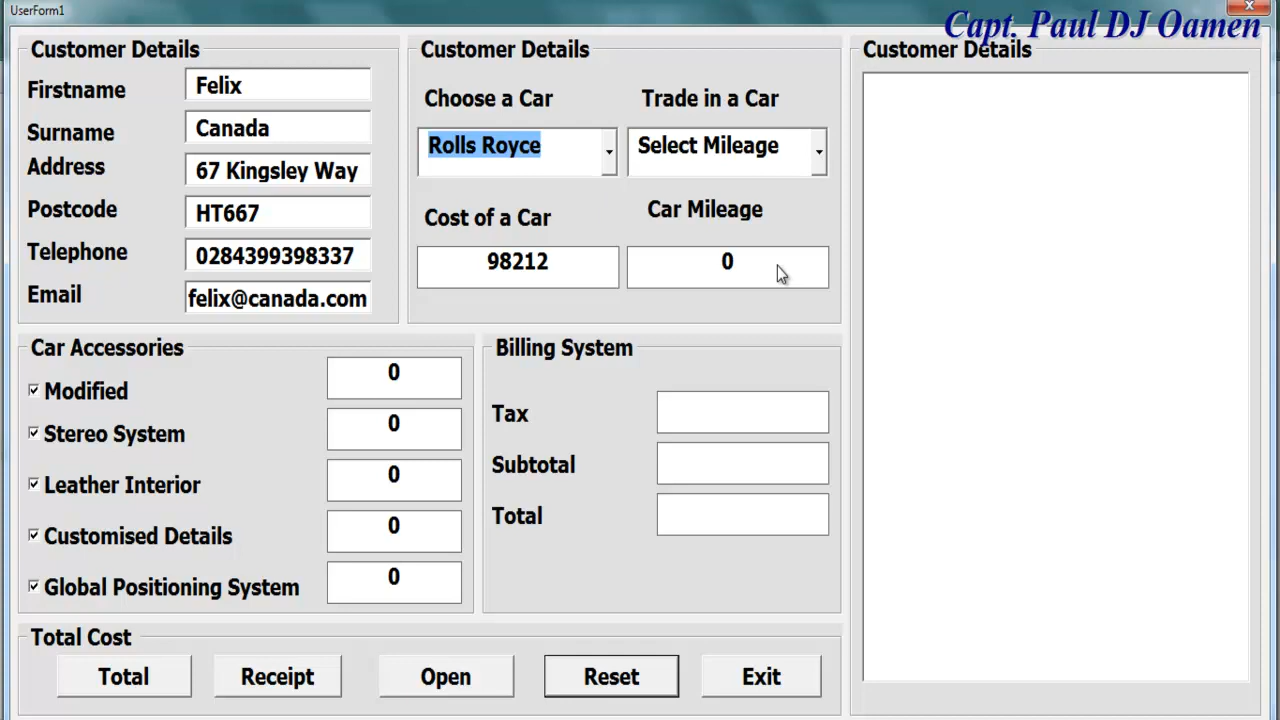 UserForm1
Capt. Paul DJ Oamen
Customer Details
Firstname Felix
Surname Canada
Address 67 Kingsley Way
Postcode HT667
Telephone 0284399398337
Email felix@canada.com
Customer Details
Choose a Car Trade in a Car
Rolls Royce Select Mileage
Cost of a Car Car Mileage
98212 0
Customer Details
Car Accessories
Modified 0
Stereo System 0
Leather Interior 0
Customised Details 0
Global Positioning System 0
Billing System
Tax
Subtotal
Total
Total Cost
Total Receipt Open Reset Exit